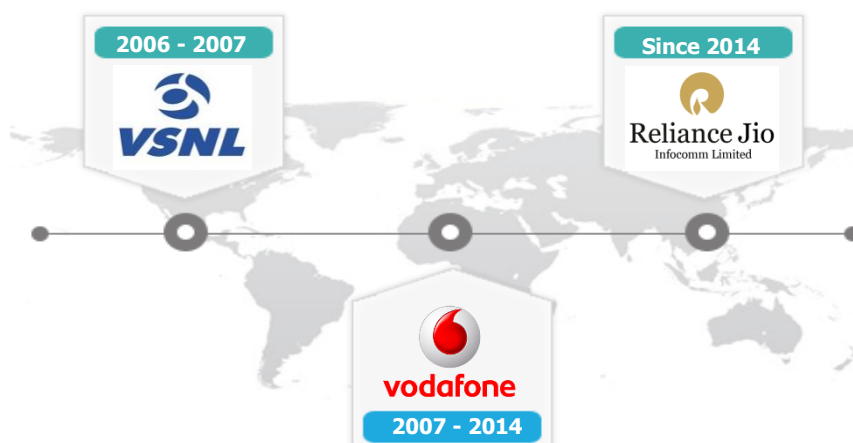 2006 - 2007
VSNL
Since 2014
Reliance Jio
Infocomm Limited
vodafone
2007 - 2014